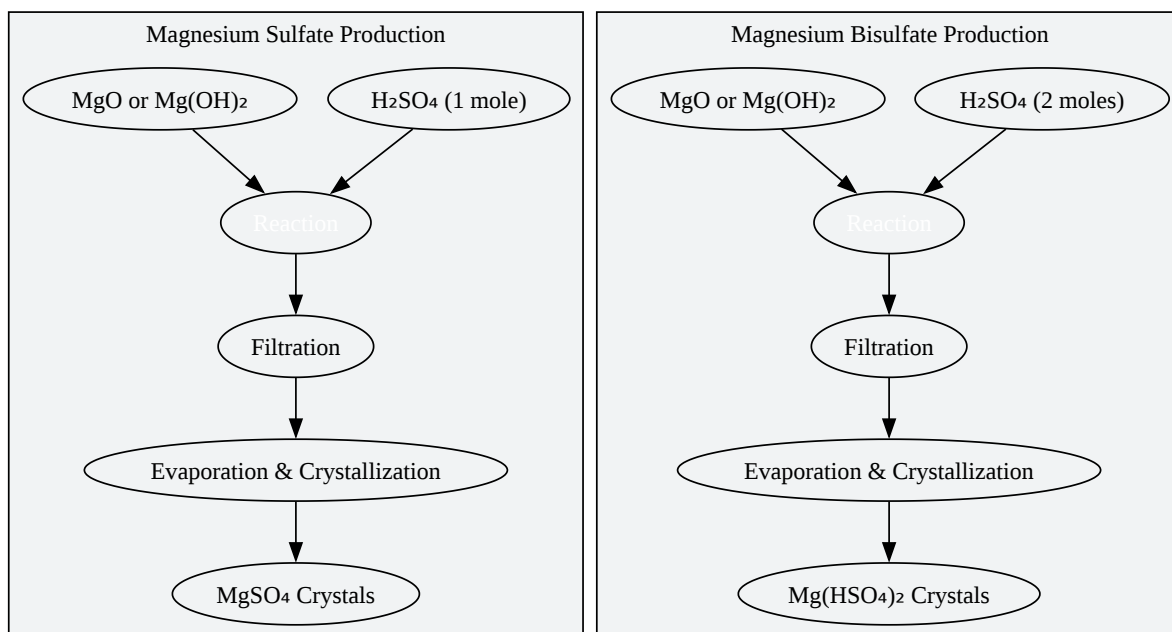 Magnesium Sulfate Production
MgO or Mg(OH)₂
H₂SO₄ (1 mole)
Reaction
Filtration
Evaporation & Crystallization
MgSO₄ Crystals
Magnesium Bisulfate Production
MgO or Mg(OH)₂
H₂SO₄ (2 moles)
Reaction
Filtration
Evaporation & Crystallization
Mg(HSO₄)₂ Crystals